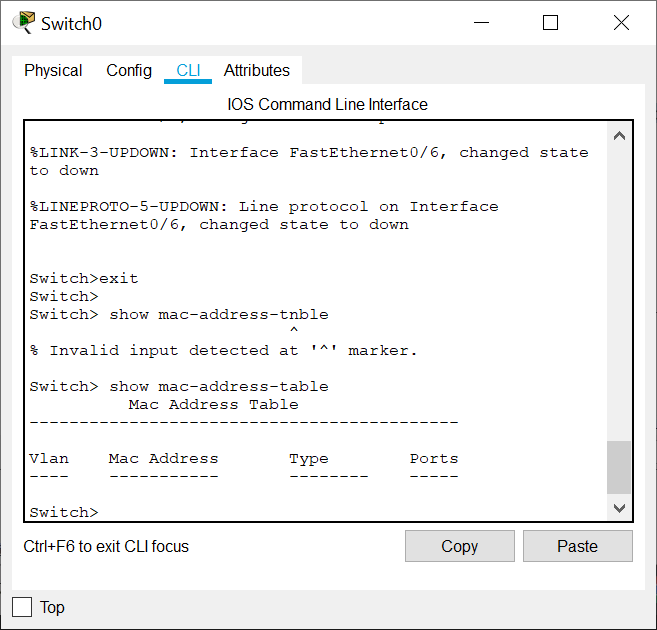 Switch0
Physical Config CLI Attributes
IOS Command Line Interface
%LINK-3-UPDOWN: Interface FastEthernet0/6, changed state
to down
%LINEPROTO-5-UPDOWN: Line protocol on Interface
FastEthernet0/6, changed state to down
Switch>exit
Switch>
Switch> show mac-address-tnble
^
% Invalid input detected at '^' marker.
Switch> show mac-address-table
Mac Address Table
-------------------------------------------
Vlan Mac Address Type Ports
---- ----------- -------- -----
Switch>
Ctrl+F6 to exit CLI focus
Copy Paste
Top